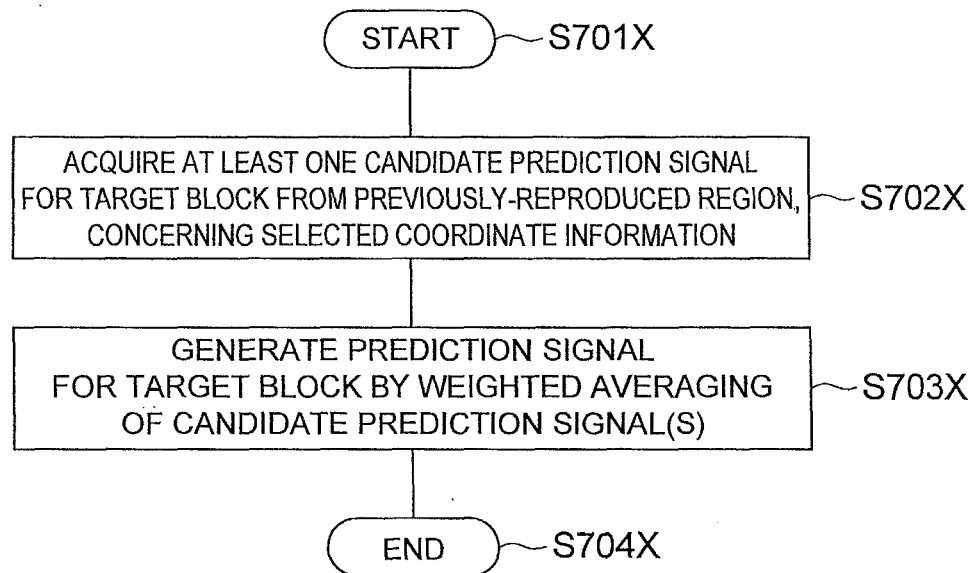 START
S701X
ACQUIRE AT LEAST ONE CANDIDATE PREDICTION SIGNAL
FOR TARGET BLOCK FROM PREVIOUSLY-REPRODUCED REGION,
CONCERNING SELECTED COORDINATE INFORMATION
S702X
GENERATE PREDICTION SIGNAL
FOR TARGET BLOCK BY WEIGHTED AVERAGING
OF CANDIDATE PREDICTION SIGNAL(S)
S703X
END
S704X